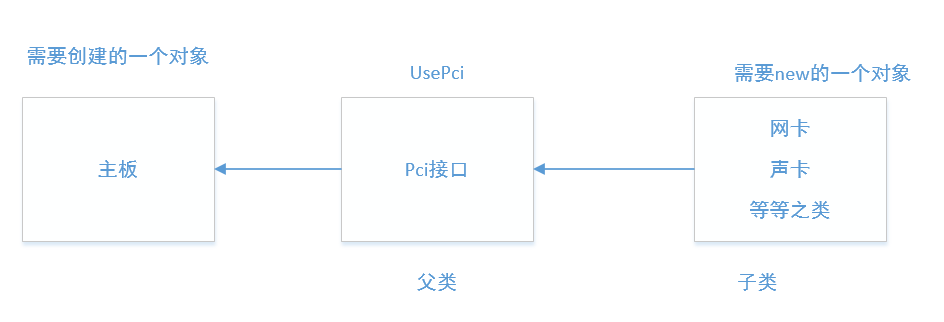 需要创建的一个对象
UsePci
需要new的一个对象
主板
Pci接口
网卡
声卡
等等之类
父类
子类